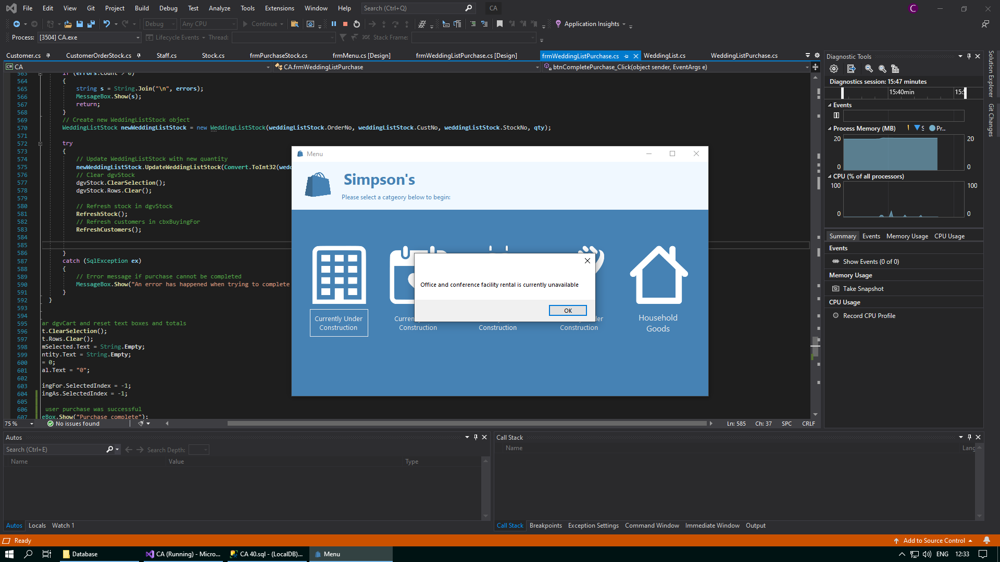 File Edit View Git Project Build Debug Test Analyze Tools Extensions Window Help Search (Ctrl+Q) CA C
Debug Any CPU Continue Application Insights
Process: [3504] CA.exe Lifecycle Events Thread: Stack Frame:
Customer.cs CustomerOrderStock.cs Staff.cs Stock.cs frmPurchaseStock.cs frmMenu.cs [Design] frmWeddingListPurchase.cs [Design] frmWeddingListPurchase.cs WeddingList.cs WeddingListPurchase.cs
CA CA.frmWeddingListPurchase btnCompletePurchase_Click(object sender, EventArgs e)
563 if (errors.Count > 0)
564 {
565 string s = String.Join("\n", errors);
566 MessageBox.Show(s);
567 return;
568 }
569 // Create new WeddingListStock object
570 WeddingListStock newWeddingListStock = new WeddingListStock(weddingListStock.OrderNo, weddingListStock.CustNo, weddingListStock.StockNo, qty);
571
572 try
573 {
574 // Update WeddingListStock with new quantity
575 newWeddingListStock.UpdateWeddingListStock(Convert.ToInt32(wedd
576 // Clear dgvStock
577 dgvStock.ClearSelection();
578 dgvStock.Rows.Clear();
579
580 // Refresh stock in dgvStock
581 RefreshStock();
582 // Refresh customers in cbxBuyingFor
583 RefreshCustomers();
584
585
586 }
587 catch (SqlException ex)
588 {
589 // Error message if purchase cannot be completed
590 MessageBox.Show("An error has happened when trying to complete
591 }
592 }
593
594
595 ar dgvCart and reset text boxes and totals
596 t.ClearSelection();
597 t.Rows.Clear();
598 mSelected.Text = String.Empty;
599 ntity.Text = String.Empty;
600 = 0;
601 al.Text = "0";
602
603 ingFor.SelectedIndex = -1;
604 ingAs.SelectedIndex = -1;
605
606 user purchase was successful
607 eBox.Show("Purchase complete");
75 % No issues found Ln: 585 Ch: 37 SPC CRLF
Menu
Simpson's
Please select a catgeory below to begin:
Currently Under
Construction
Curren
Construction
Construction
der
Construction
Household
Goods
Office and conference facility rental is currently unavailable
OK
Diagnostic Tools
Diagnostics session: 15:47 minutes
15:40min 15:5
Events
Process Memory (MB) S Pr...
20 20
0 0
CPU (% of all processors)
100 100
0 0
Summary Events Memory Usage CPU Usage
Events
Show Events (0 of 0)
Memory Usage
Take Snapshot
CPU Usage
Record CPU Profile
Solution Explorer
Git Changes
Autos
Search (Ctrl+E) Search Depth:
Name Value Type
Autos Locals Watch 1
Call Stack
Name Lang
Call Stack Breakpoints Exception Settings Command Window Immediate Window Output
Ready Add to Source Control
Database CA (Running) - Micro... CA 40.sql - (LocalDB)... Menu ENG 12:33